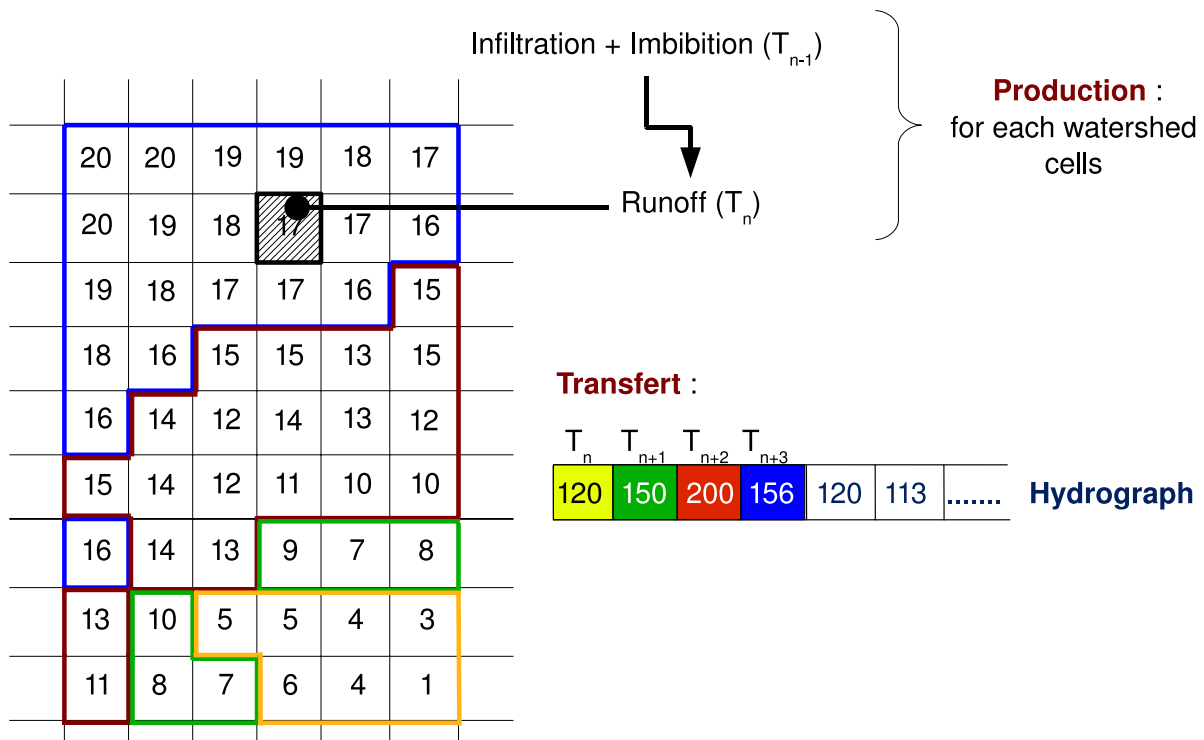 Infiltration + Imbibition (Tn-1)
Production :
for each watershed
cells
Runoff (Tn)
20 20 19 19 18 17
20 19 18 17 17 16
19 18 17 17 16 15
18 16 15 15 13 15
16 14 12 14 13 12
15 14 12 11 10 10
16 14 13 9 7 8
13 10 5 5 4 3
11 8 7 6 4 1
Transfert :
Tn Tn+1 Tn+2 Tn+3
120 150 200 156 120 113 ....... Hydrograph